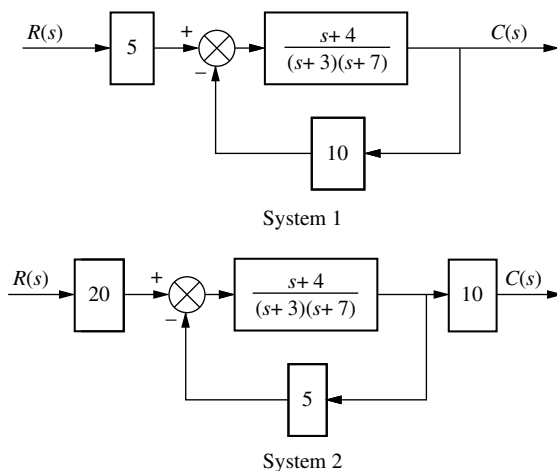 R(s)
5
+
−
s+4
(s+3)(s+7)
C(s)
10
System 1
R(s)
20
+
−
s+4
(s+3)(s+7)
10
C(s)
5
System 2